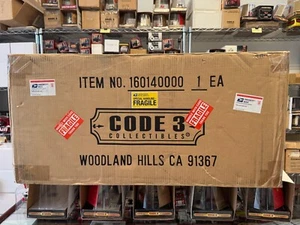 ITEM NO. 160140000 1 EA
FRAGILE
CODE 3
COLLECTIBLES
WOODLAND HILLS CA 91367
FRAGILE
FRAGILE